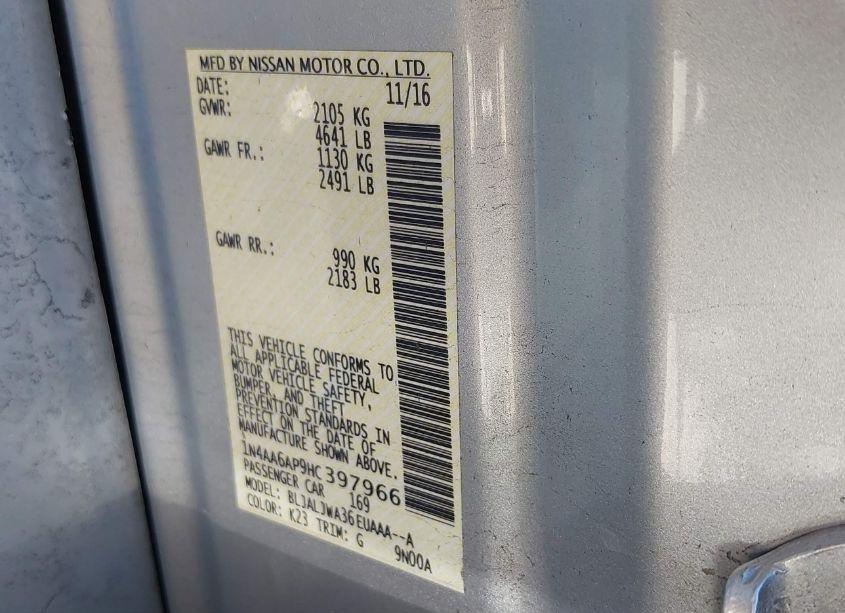 MFD BY NISSAN MOTOR CO., LTD.
DATE: 11/16
GVWR: 2105 KG
4641 LB
GAWR FR.: 1130 KG
2491 LB
GAWR RR.: 990 KG
2183 LB
THIS VEHICLE CONFORMS TO
ALL APPLICABLE FEDERAL
MOTOR VEHICLE SAFETY,
BUMPER, AND THEFT
PREVENTION STANDARDS IN
EFFECT ON THE DATE OF
MANUFACTURE SHOWN ABOVE.
1N4AA6AP9HC397966
PASSENGER CAR 169
MODEL: BLJALJWA36EUAAA--A
COLOR: K23 TRIM: G 9N00A